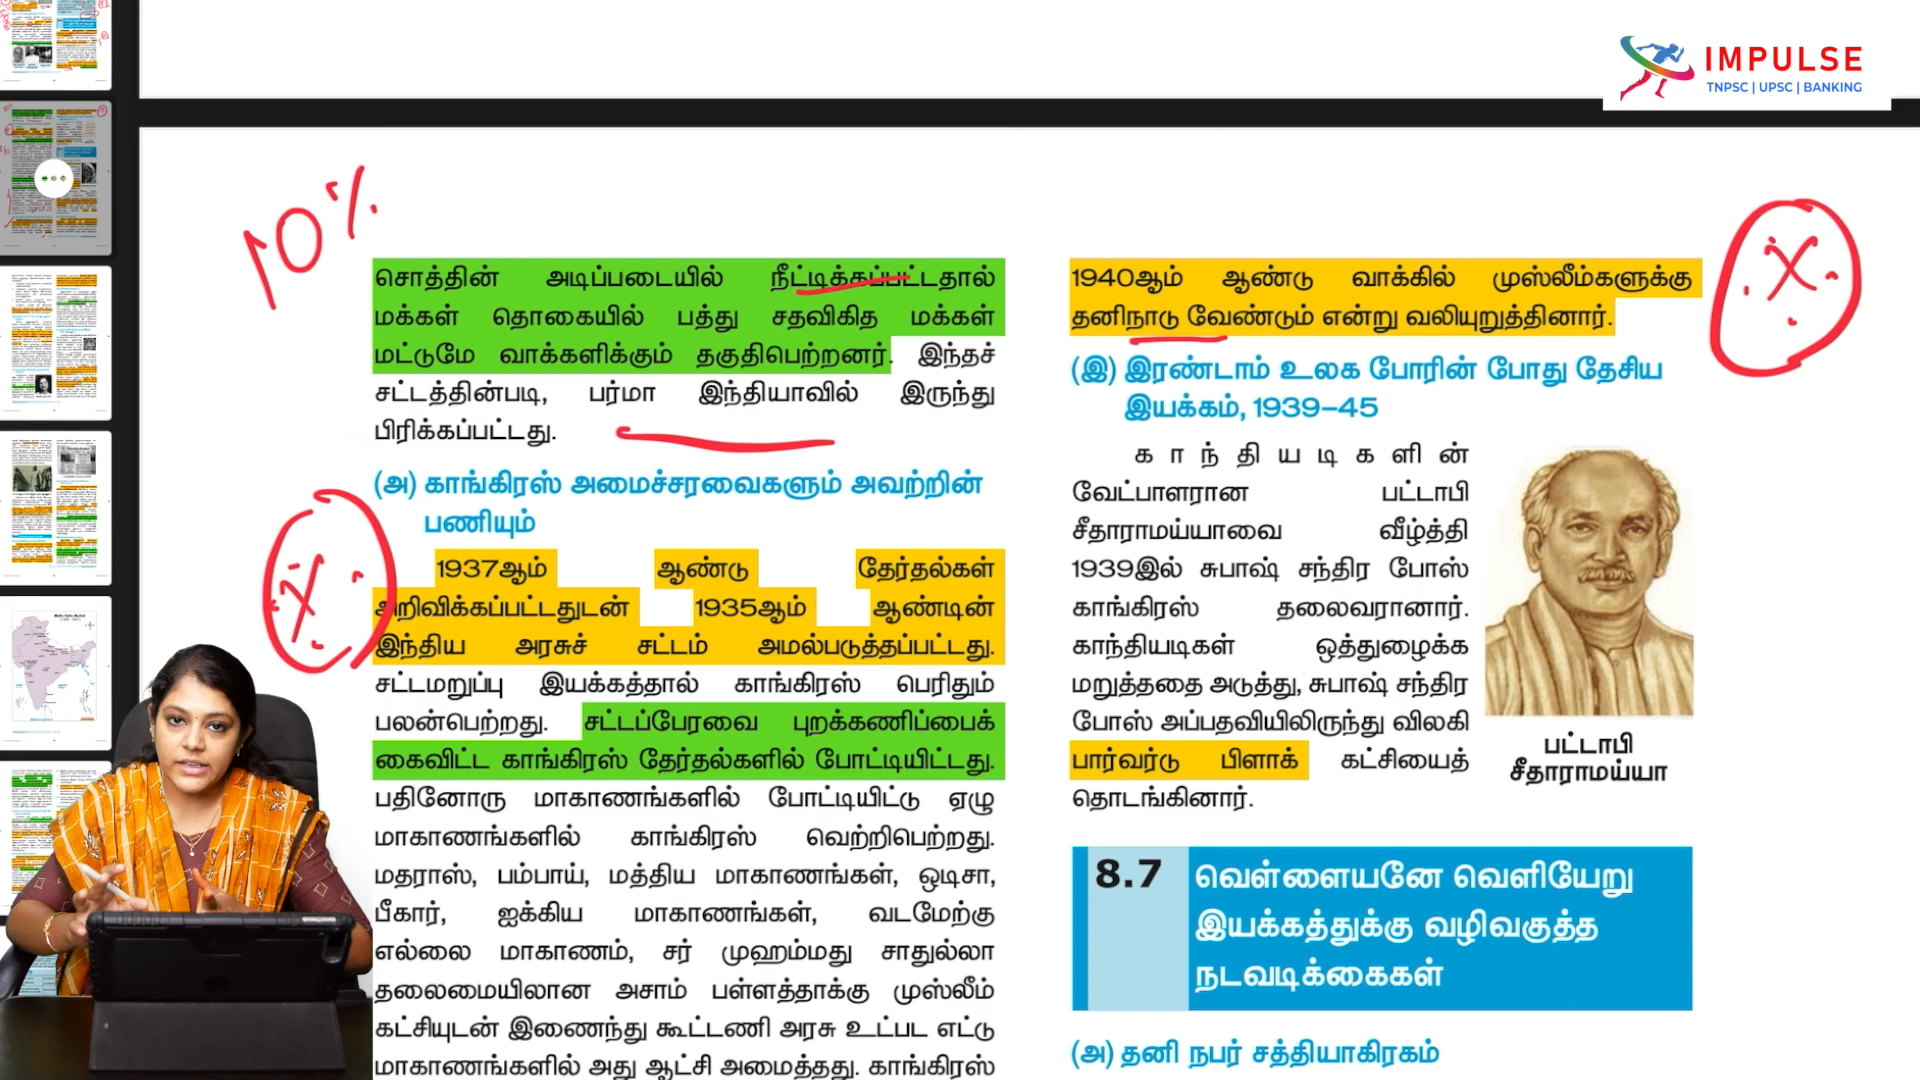 IMPULSE
TNPSC | UPSC | BANKING
10%
சொத்தின் அடிப்படையில் நீட்டிக்கப்பட்டதால்
மக்கள் தொகையில் பத்து சதவிகித மக்கள்
மட்டுமே வாக்களிக்கும் தகுதிபெற்றனர். இந்தச்
சட்டத்தின்படி, பர்மா இந்தியாவில் இருந்து
பிரிக்கப்பட்டது.
(அ) காங்கிரஸ் அமைச்சரவைகளும் அவற்றின்
பணியும்
1937ஆம் ஆண்டு தேர்தல்கள்
அறிவிக்கப்பட்டதுடன் 1935ஆம் ஆண்டின்
இந்திய அரசுச் சட்டம் அமல்படுத்தப்பட்டது.
சட்டமறுப்பு இயக்கத்தால் காங்கிரஸ் பெரிதும்
பலன்பெற்றது. சட்டப்பேரவை புறக்கணிப்பைக்
கைவிட்ட காங்கிரஸ் தேர்தல்களில் போட்டியிட்டது.
பதினோரு மாகாணங்களில் போட்டியிட்டு ஏழு
மாகாணங்களில் காங்கிரஸ் வெற்றிபெற்றது.
மதராஸ், பம்பாய், மத்திய மாகாணங்கள், ஒடிசா,
பீகார், ஐக்கிய மாகாணங்கள், வடமேற்கு
எல்லை மாகாணம், சர் முஹம்மது சாதுல்லா
தலைமையிலான அசாம் பள்ளத்தாக்கு முஸ்லீம்
கட்சியுடன் இணைந்து கூட்டணி அரசு உட்பட எட்டு
மாகாணங்களில் அது ஆட்சி அமைத்தது. காங்கிரஸ்
1940ஆம் ஆண்டு வாக்கில் முஸ்லீம்களுக்கு
தனிநாடு வேண்டும் என்று வலியுறுத்தினார்.
(இ) இரண்டாம் உலக போரின் போது தேசிய
இயக்கம், 1939–45
காந்தியடிகளின்
வேட்பாளரான பட்டாபி
சீதாராமய்யாவை வீழ்த்தி
1939இல் சுபாஷ் சந்திர போஸ்
காங்கிரஸ் தலைவரானார்.
காந்தியடிகள் ஒத்துழைக்க
மறுத்ததை அடுத்து, சுபாஷ் சந்திர
போஸ் அப்பதவியிலிருந்து விலகி
பார்வர்டு பிளாக் கட்சியைத்
தொடங்கினார்.
பட்டாபி
சீதாராமய்யா
8.7 வெள்ளையனே வெளியேறு
இயக்கத்துக்கு வழிவகுத்த
நடவடிக்கைகள்
(அ) தனி நபர் சத்தியாகிரகம்